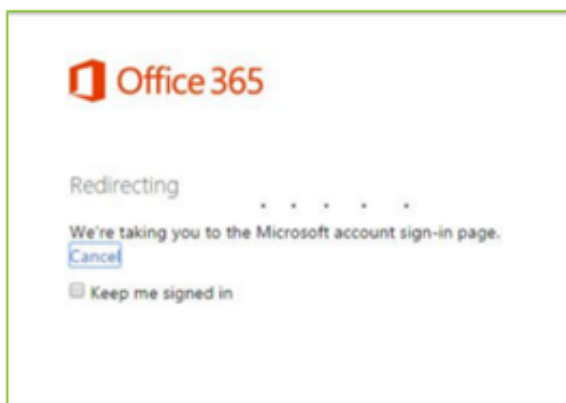 Office 365
Redirecting
We're taking you to the Microsoft account sign-in page.
Cancel
Keep me signed in